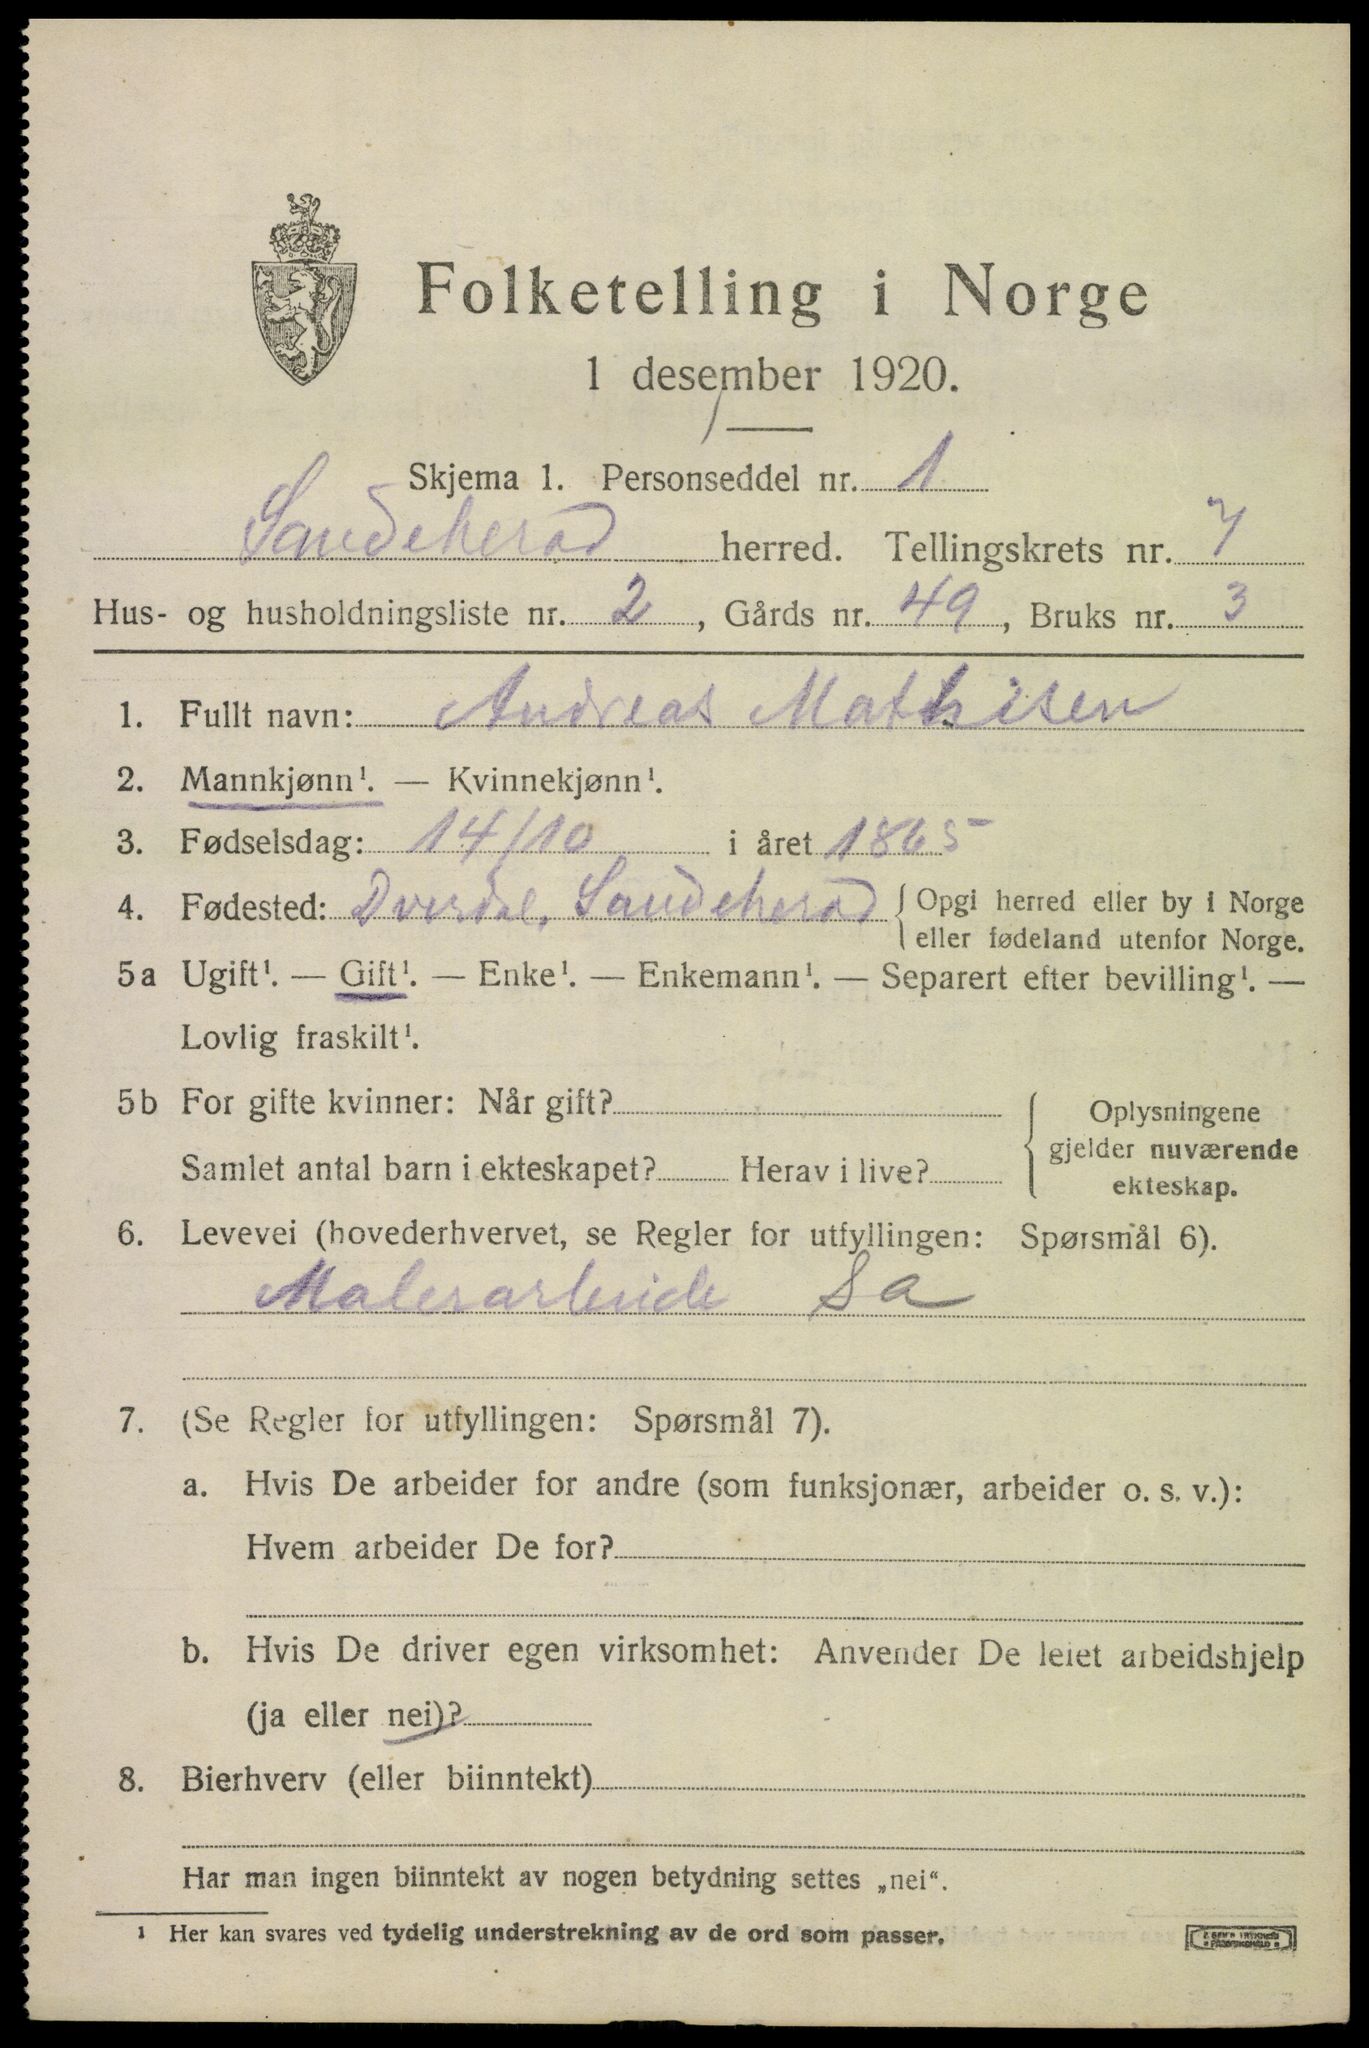 Folketelling i Norge
1 desember 1920.
Skjema 1. Personseddel nr. 1
Sandeherad herred. Tellingskrets nr. 7
Hus- og husholdningsliste nr. 2, Gårds nr. 49, Bruks nr. 3
1. Fullt navn: Andreas Mathisen
2. Mannkjønn¹. — Kvinnekjønn¹.
3. Fødselsdag: 14/10 i året 1865
4. Fødested: Dverdal, Sandeherad { Opgi herred eller by i Norge
eller fødeland utenfor Norge.
5a Ugift¹. — Gift¹. — Enke¹. — Enkemann¹. — Separert efter bevilling¹. —
Lovlig fraskilt¹.
5b For gifte kvinner: Når gift?
Samlet antal barn i ekteskapet? Herav i live?
Oplysningene
gjelder nuværende
ekteskap.
6. Levevei (hovederhvervet, se Regler for utfyllingen: Spørsmål 6).
Malerarbeide Sa
7. (Se Regler for utfyllingen: Spørsmål 7).
a. Hvis De arbeider for andre (som funksjonær, arbeider o. s. v.):
Hvem arbeider De for?
b. Hvis De driver egen virksomhet: Anvender De leiet arbeidshjelp
(ja eller nei)?
8. Bierhverv (eller biinntekt)
Har man ingen biinntekt av nogen betydning settes „nei“.
¹ Her kan svares ved tydelig understrekning av de ord som passer.